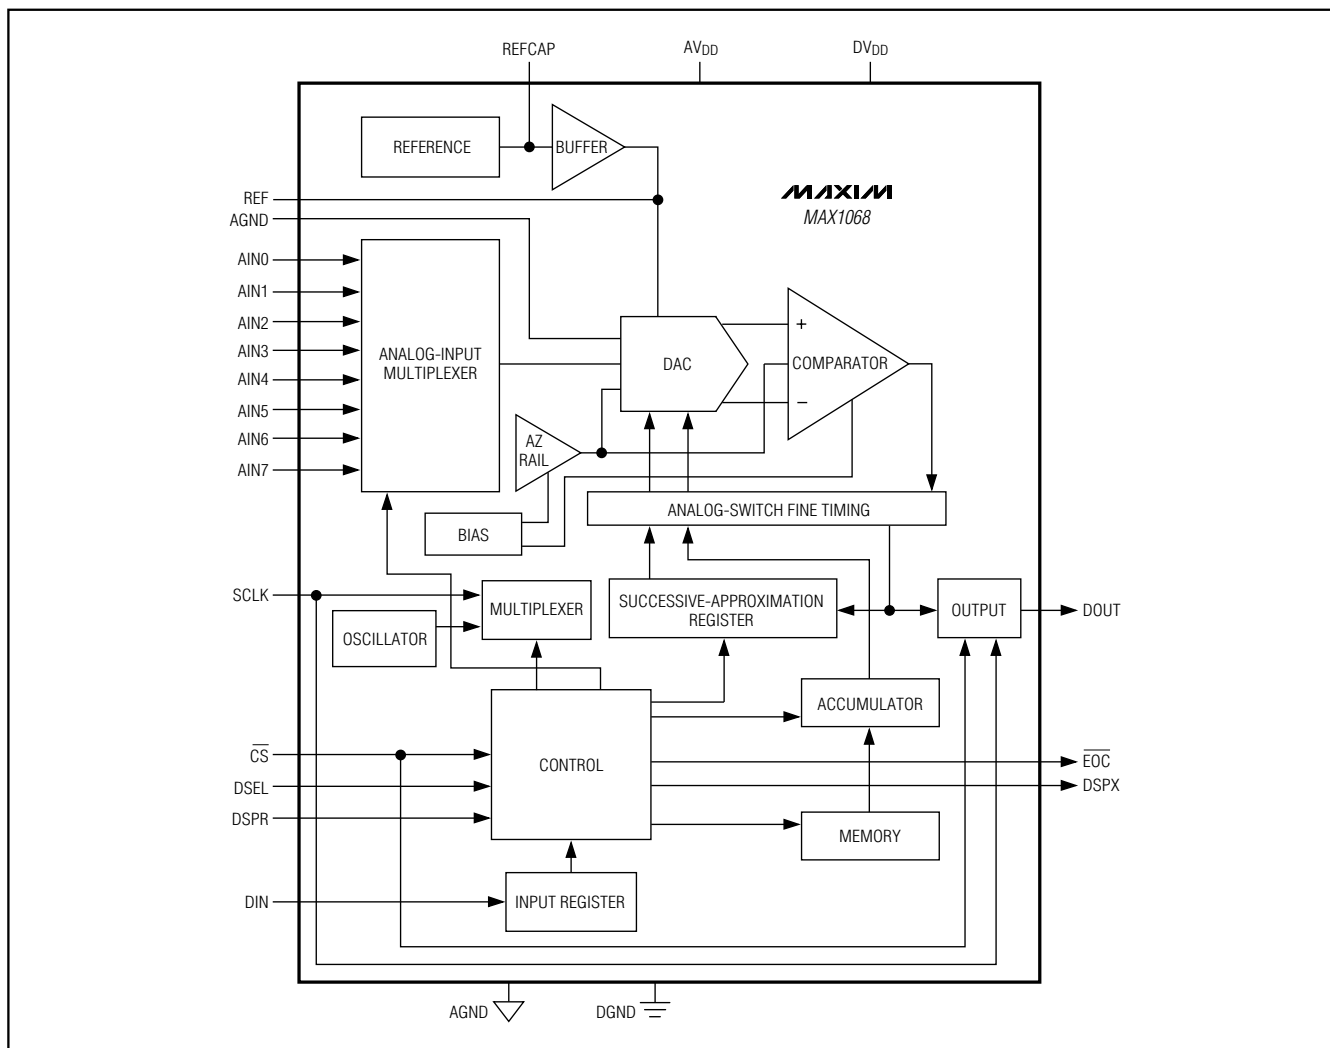 REFCAP
AVDD
DVDD
REFERENCE
BUFFER
REF
AGND
MAXIM
MAX1068
AIN0
AIN1
AIN2
AIN3
AIN4
AIN5
AIN6
AIN7
ANALOG-INPUT
MULTIPLEXER
DAC
+
COMPARATOR
−
AZ
RAIL
ANALOG-SWITCH FINE TIMING
BIAS
SCLK
MULTIPLEXER
OSCILLATOR
SUCCESSIVE-APPROXIMATION
REGISTER
OUTPUT
DOUT
ACCUMULATOR
CS
DSEL
DSPR
CONTROL
EOC
DSPX
MEMORY
DIN
INPUT REGISTER
AGND
DGND